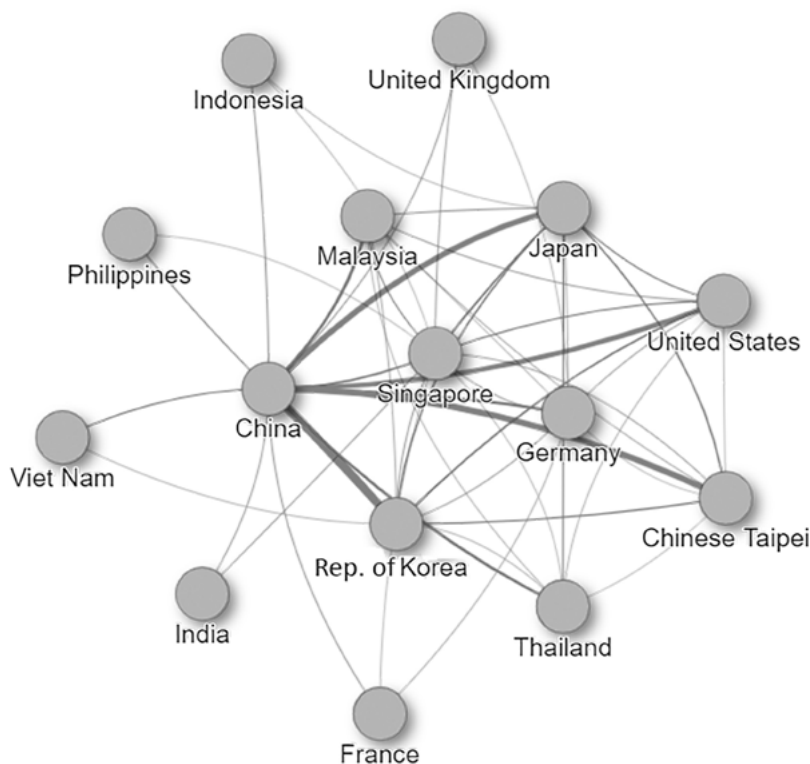 United Kingdom
Indonesia
Malaysia
Japan
Philippines
United States
Singapore
China
Germany
Viet Nam
Chinese Taipei
Rep. of Korea
India
Thailand
France